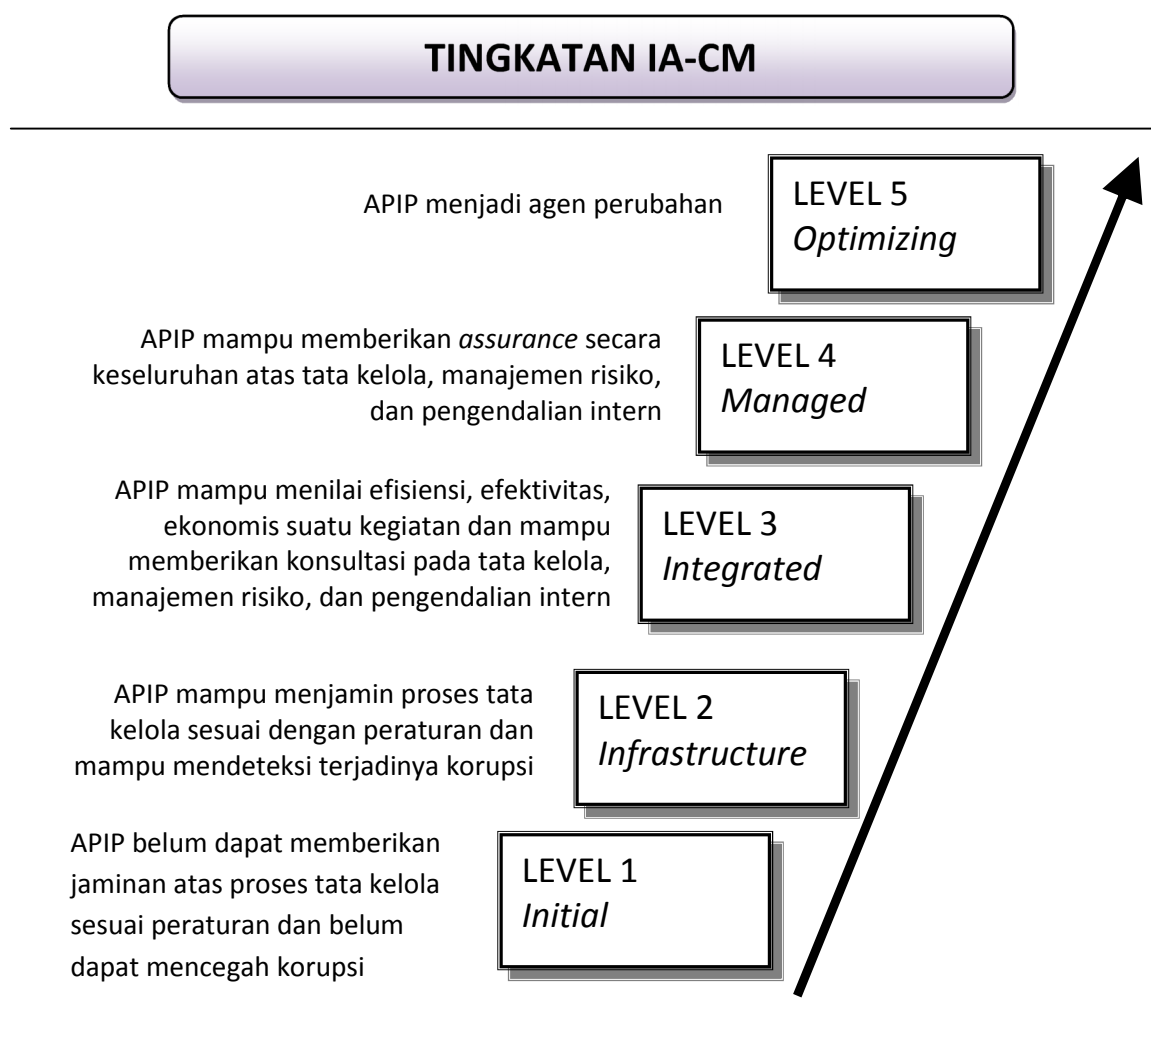 TINGKATAN IA-CM
APIP menjadi agen perubahan
LEVEL 5
Optimizing
APIP mampu memberikan assurance secara
keseluruhan atas tata kelola, manajemen risiko,
dan pengendalian intern
LEVEL 4
Managed
APIP mampu menilai efisiensi, efektivitas,
ekonomis suatu kegiatan dan mampu
memberikan konsultasi pada tata kelola,
manajemen risiko, dan pengendalian intern
LEVEL 3
Integrated
APIP mampu menjamin proses tata
kelola sesuai dengan peraturan dan
mampu mendeteksi terjadinya korupsi
LEVEL 2
Infrastructure
APIP belum dapat memberikan
jaminan atas proses tata kelola
sesuai peraturan dan belum
dapat mencegah korupsi
LEVEL 1
Initial